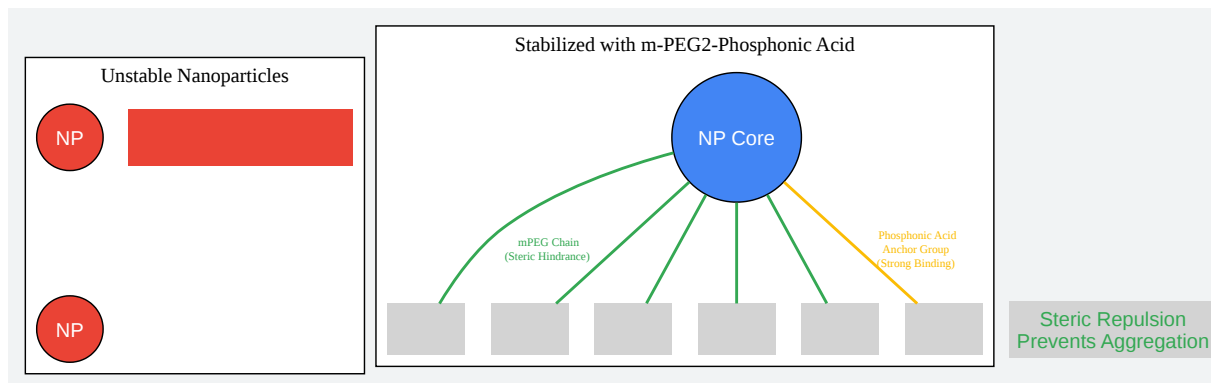 Unstable Nanoparticles
NP
NP
Stabilized with m-PEG2-Phosphonic Acid
NP Core
mPEG Chain
(Steric Hindrance)
Phosphonic Acid
Anchor Group
(Strong Binding)
Steric Repulsion
Prevents Aggregation